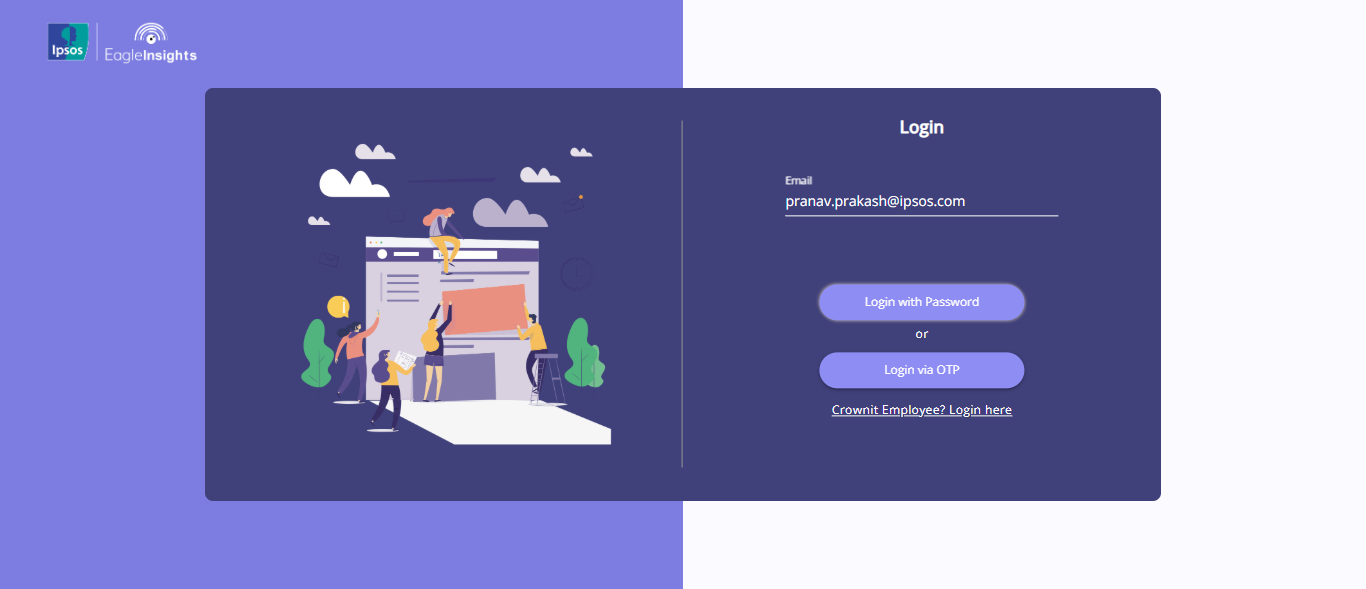 Ipsos
EagleInsights
Login
Email
pranav.prakash@ipsos.com
Login with Password
or
Login via OTP
Crownit Employee? Login here